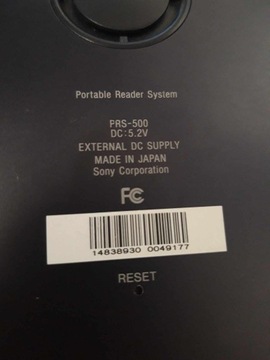 Portable Reader System
PRS-500
DC:5.2V
EXTERNAL DC SUPPLY
MADE IN JAPAN
Sony Corporation
FC
14838930 0049177
RESET